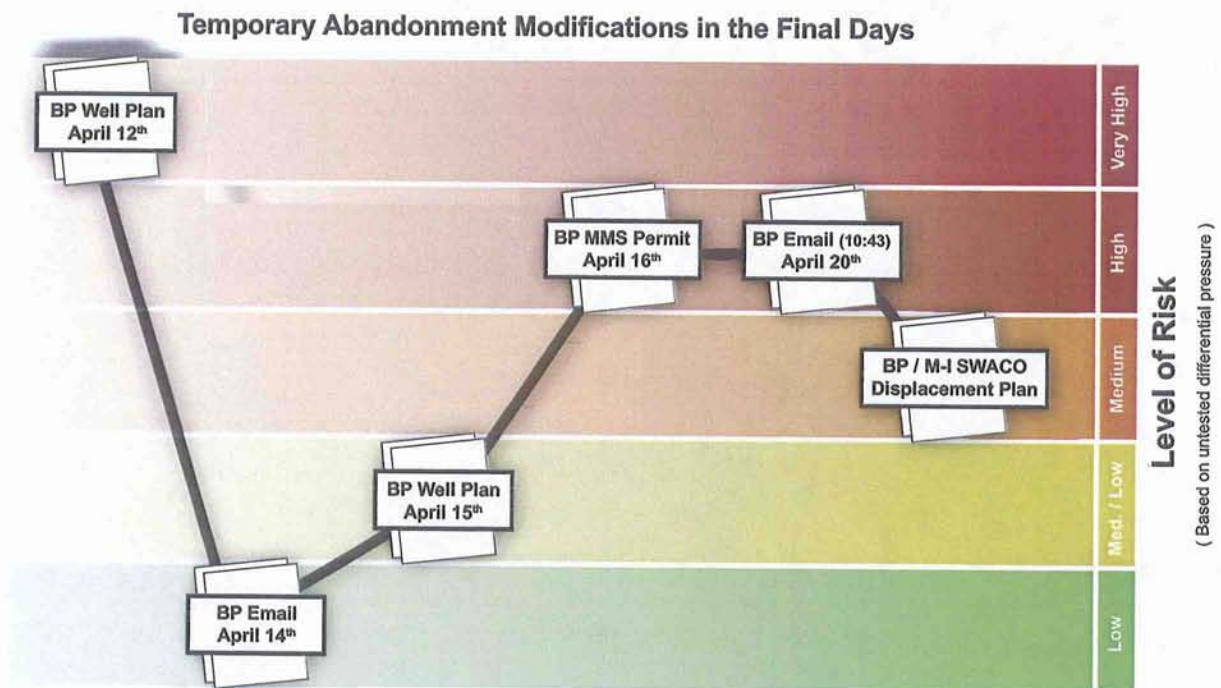 Temporary Abandonment Modifications in the Final Days
BP Well Plan
April 12th
BP Email
April 14th
BP Well Plan
April 15th
BP MMS Permit
April 16th
BP Email (10:43)
April 20th
BP / M-I SWACO
Displacement Plan
Very High
High
Medium
Med. / Low
Low
Level of Risk
( Based on untested differential pressure )